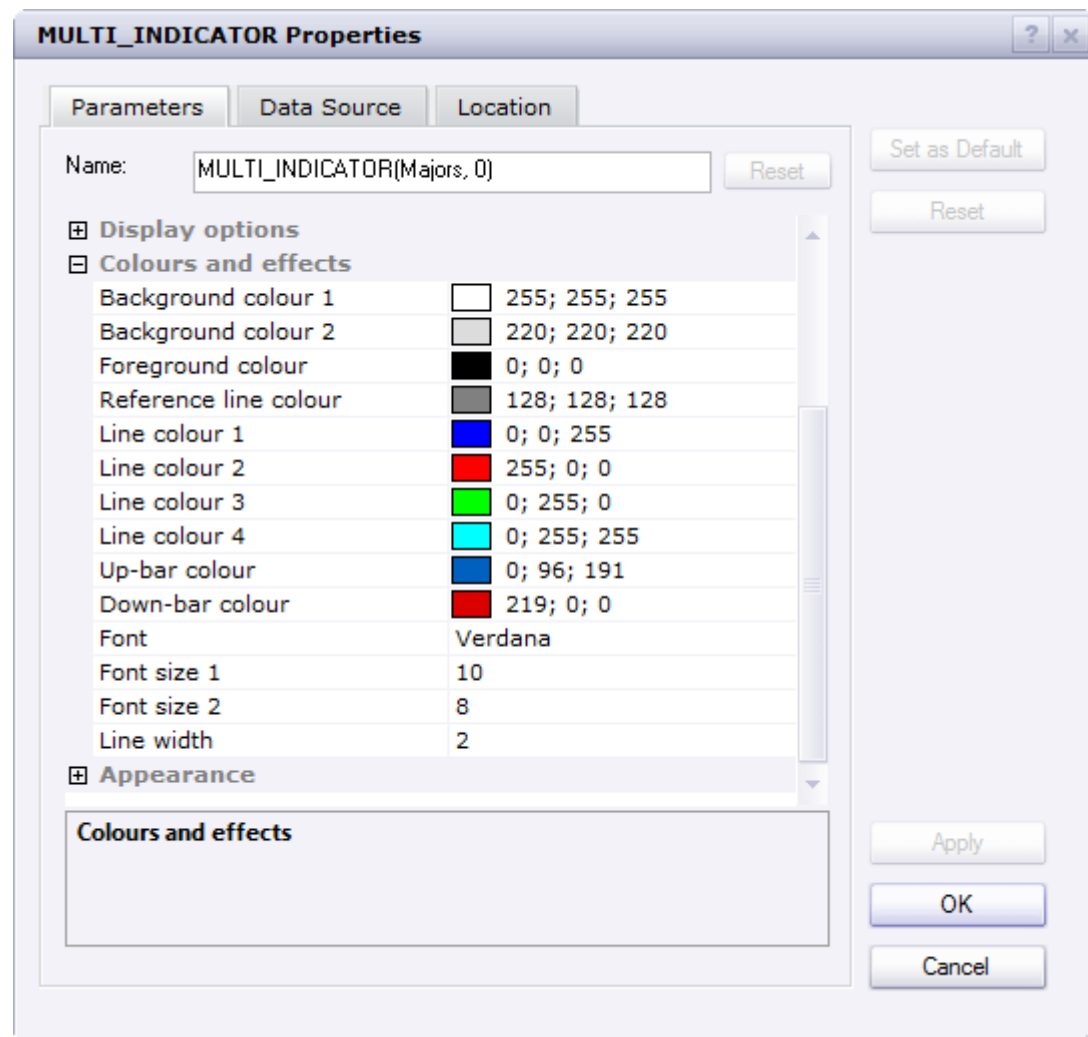 MULTI_INDICATOR Properties
? ×
Parameters Data Source Location
Name: MULTI_INDICATOR(Majors, 0) Reset
Set as Default
Reset
Display options
Colours and effects
Background colour 1 255; 255; 255
Background colour 2 220; 220; 220
Foreground colour 0; 0; 0
Reference line colour 128; 128; 128
Line colour 1 0; 0; 255
Line colour 2 255; 0; 0
Line colour 3 0; 255; 0
Line colour 4 0; 255; 255
Up-bar colour 0; 96; 191
Down-bar colour 219; 0; 0
Font Verdana
Font size 1 10
Font size 2 8
Line width 2
Appearance
Colours and effects
Apply
OK
Cancel